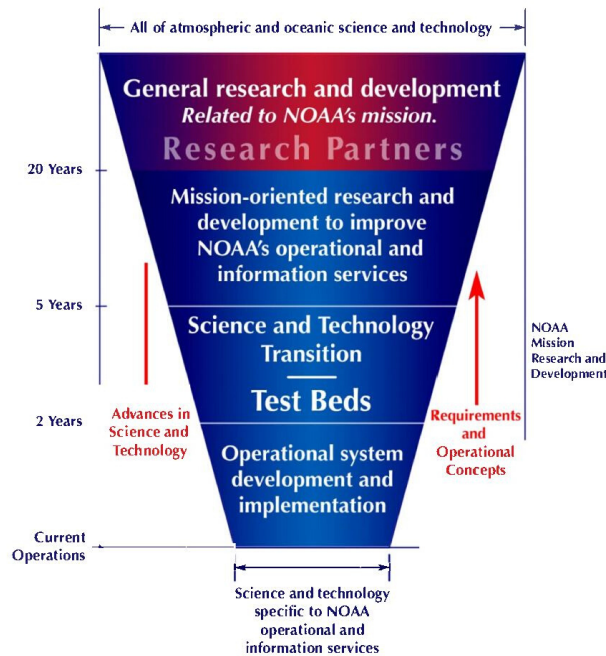 All of atmospheric and oceanic science and technology
General research and development
Related to NOAA's mission.
Research Partners
20 Years
Mission-oriented research and
development to improve
NOAA's operational and
information services
5 Years
Science and Technology
Transition
Test Beds
NOAA
Mission
Research and
Development
Advances in
Science and
Technology
Requirements
and
Operational
Concepts
2 Years
Operational system
development and
implementation
Current
Operations
Science and technology
specific to NOAA
operational and
information services